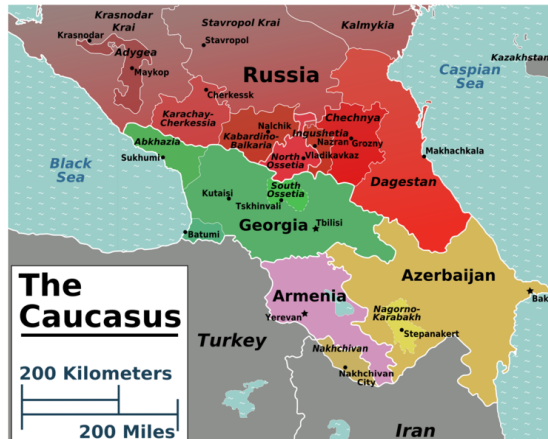 Krasnodar
Krai
Stavropol Krai
Kalmykia
Krasnodar
Stavropol
Adygea
Maykop
Kazakhstan
Russia
Caspian
Sea
Cherkessk
Karachay-
Cherkessia
Chechnya
Nalchik
Kabardino-
Balkaria
Ingushetia
Nazran
Grozny
Abkhazia
North
Ossetia
Vladikavkaz
Makhachkala
Sukhumi
Black
Sea
Dagestan
South
Ossetia
Kutaisi
Tskhinvali
Georgia
Tbilisi
Batumi
The
Caucasus
Azerbaijan
Armenia
Bak
Nagorno-
Karabakh
Yerevan
Stepanakert
Turkey
Nakhchivan
Nakhchivan
City
200 Kilometers
200 Miles
Iran